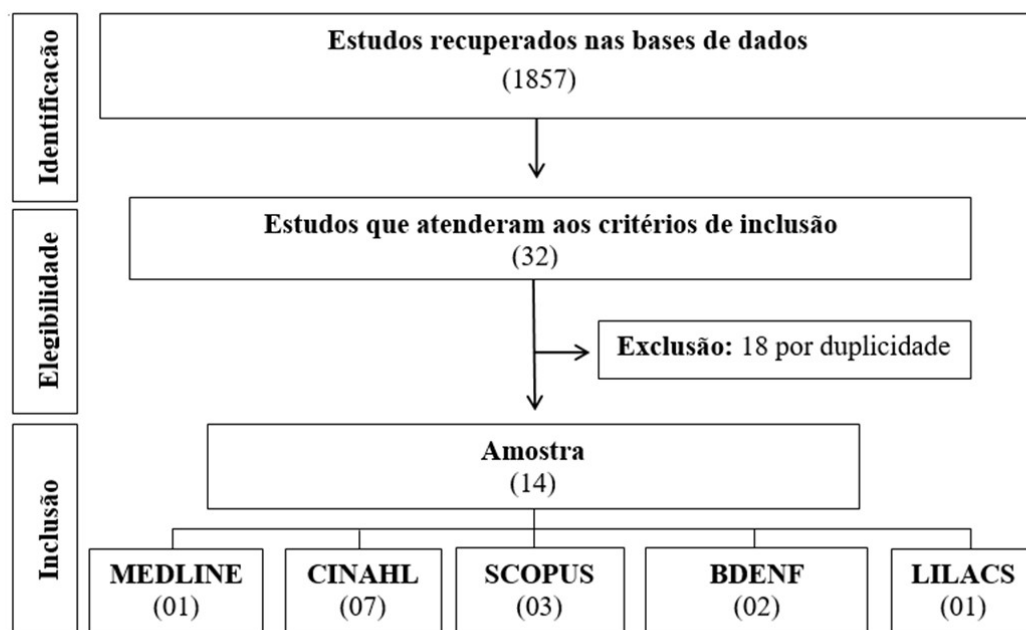 Identificação
Estudos recuperados nas bases de dados
(1857)
Elegibilidade
Estudos que atenderam aos critérios de inclusão
(32)
Exclusão: 18 por duplicidade
Inclusão
Amostra
(14)
MEDLINE
(01)
CINAHL
(07)
SCOPUS
(03)
BDENF
(02)
LILACS
(01)